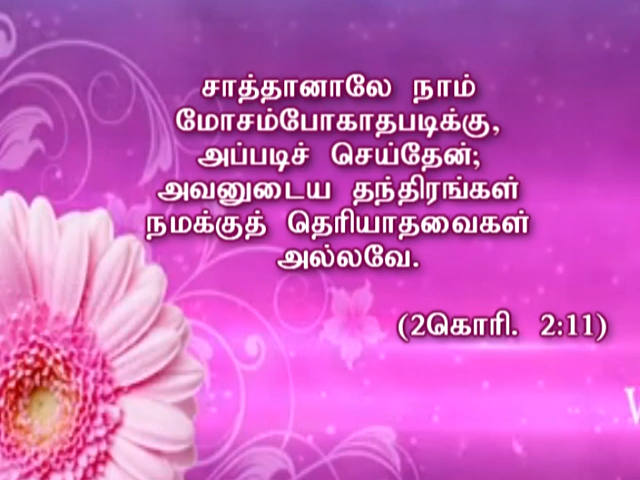 சாத்தானாலே நாம்
மோசம்போகாதபடிக்கு,
அப்படிச் செய்தேன்;
அவனுடைய தந்திரங்கள்
நமக்குத் தெரியாதவைகள்
அல்லவே.
(2கொரி. 2:11)